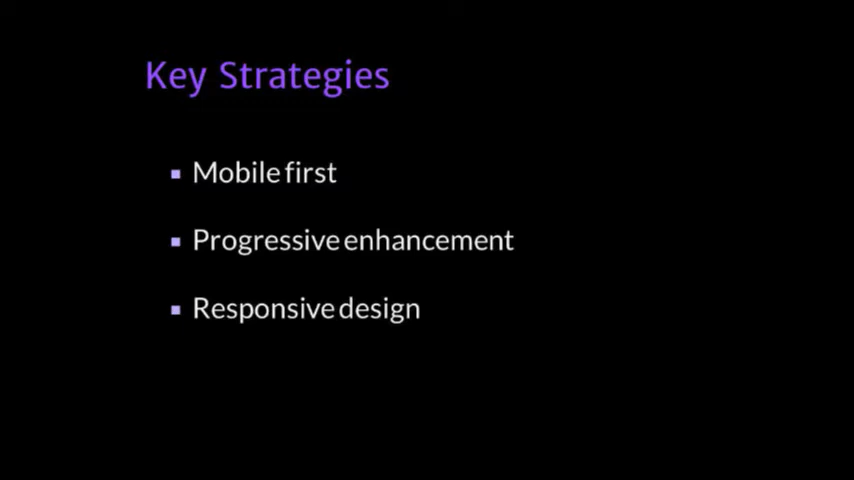 Key Strategies
Mobile first
Progressive enhancement
Responsive design